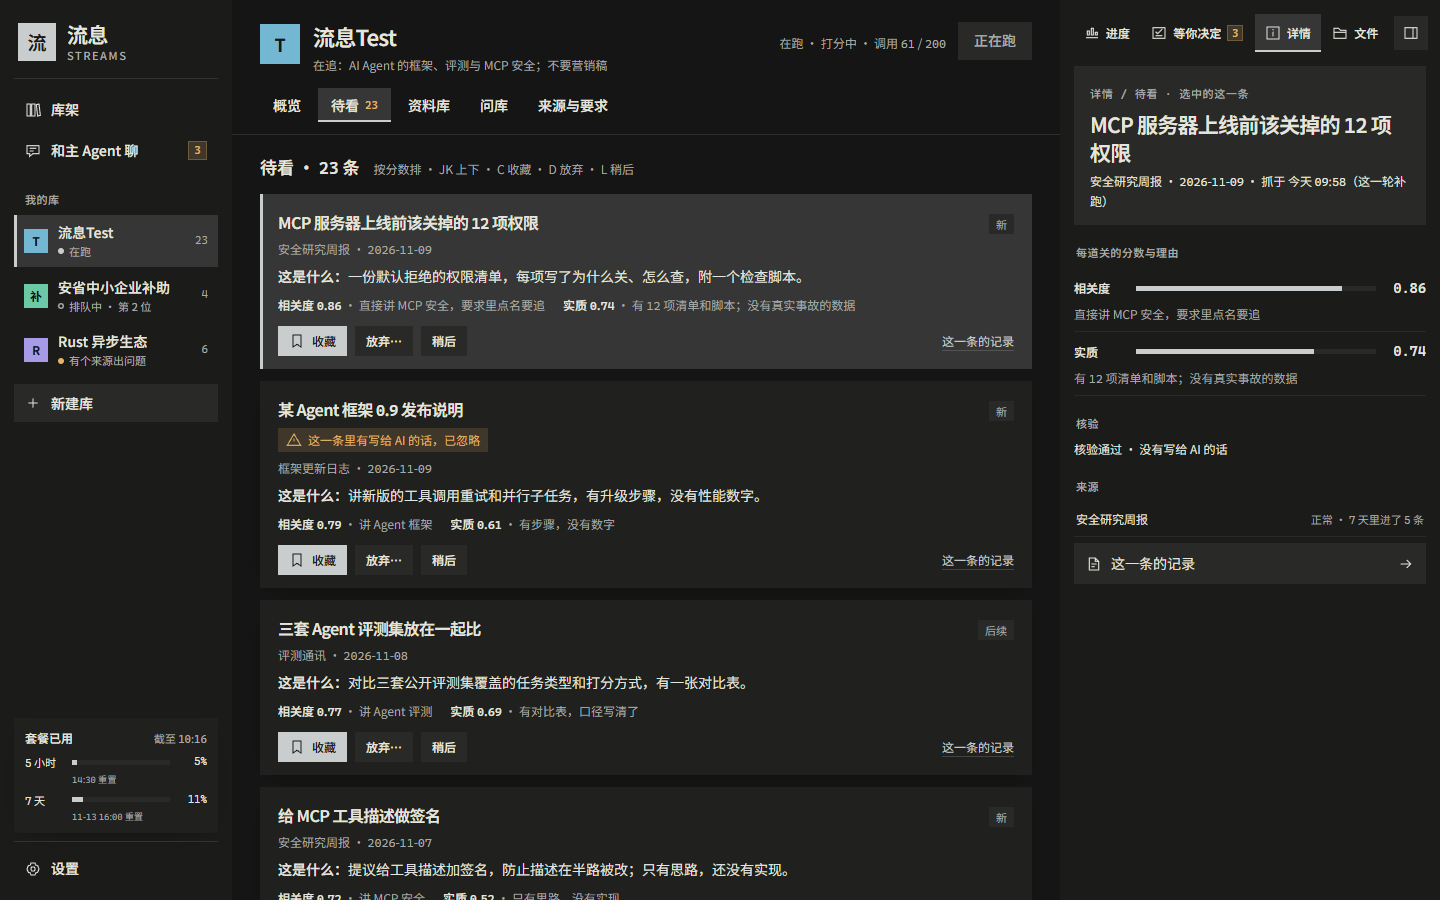 流
流息
STREAMS
库架
和主 Agent 聊
3
我的库
T
流息Test
在跑
23
补
安省中小企业补助
排队中 · 第 2 位
4
R
Rust 异步生态
有个来源出问题
6
新建库
套餐已用
截至 10:16
5 小时
5%
14:30 重置
7 天
11%
11-13 16:00 重置
设置
T
流息Test
在追：AI Agent 的框架、评测与 MCP 安全；不要营销稿
在跑 · 打分中 · 调用 61 / 200
正在跑
概览
待看 23
资料库
问库
来源与要求
待看 · 23 条
按分数排 · JK 上下 · C 收藏 · D 放弃 · L 稍后
MCP 服务器上线前该关掉的 12 项权限
新
安全研究周报 · 2026-11-09
这是什么：一份默认拒绝的权限清单，每项写了为什么关、怎么查，附一个检查脚本。
相关度 0.86 · 直接讲 MCP 安全，要求里点名要追 实质 0.74 · 有 12 项清单和脚本；没有真实事故的数据
收藏
放弃…
稍后
这一条的记录
某 Agent 框架 0.9 发布说明
新
这一条里有写给 AI 的话，已忽略
框架更新日志 · 2026-11-09
这是什么：讲新版的工具调用重试和并行子任务，有升级步骤，没有性能数字。
相关度 0.79 · 讲 Agent 框架 实质 0.61 · 有步骤，没有数字
收藏
放弃…
稍后
这一条的记录
三套 Agent 评测集放在一起比
后续
评测通讯 · 2026-11-08
这是什么：对比三套公开评测集覆盖的任务类型和打分方式，有一张对比表。
相关度 0.77 · 讲 Agent 评测 实质 0.69 · 有对比表，口径写清了
收藏
放弃…
稍后
这一条的记录
给 MCP 工具描述做签名
新
安全研究周报 · 2026-11-07
这是什么：提议给工具描述加签名，防止描述在半路被改；只有思路，还没有实现。
相关度 0.72 · 讲 MCP 安全 实质 0.52 · 只有思路，没有实现
进度
等你决定 3
详情
文件
详情 / 待看 · 选中的这一条
MCP 服务器上线前该关掉的 12 项
权限
安全研究周报 · 2026-11-09 · 抓于 今天 09:58（这一轮补
跑）
每道关的分数与理由
相关度
0.86
直接讲 MCP 安全，要求里点名要追
实质
0.74
有 12 项清单和脚本；没有真实事故的数据
核验
核验通过 · 没有写给 AI 的话
来源
安全研究周报
正常 · 7 天里进了 5 条
这一条的记录